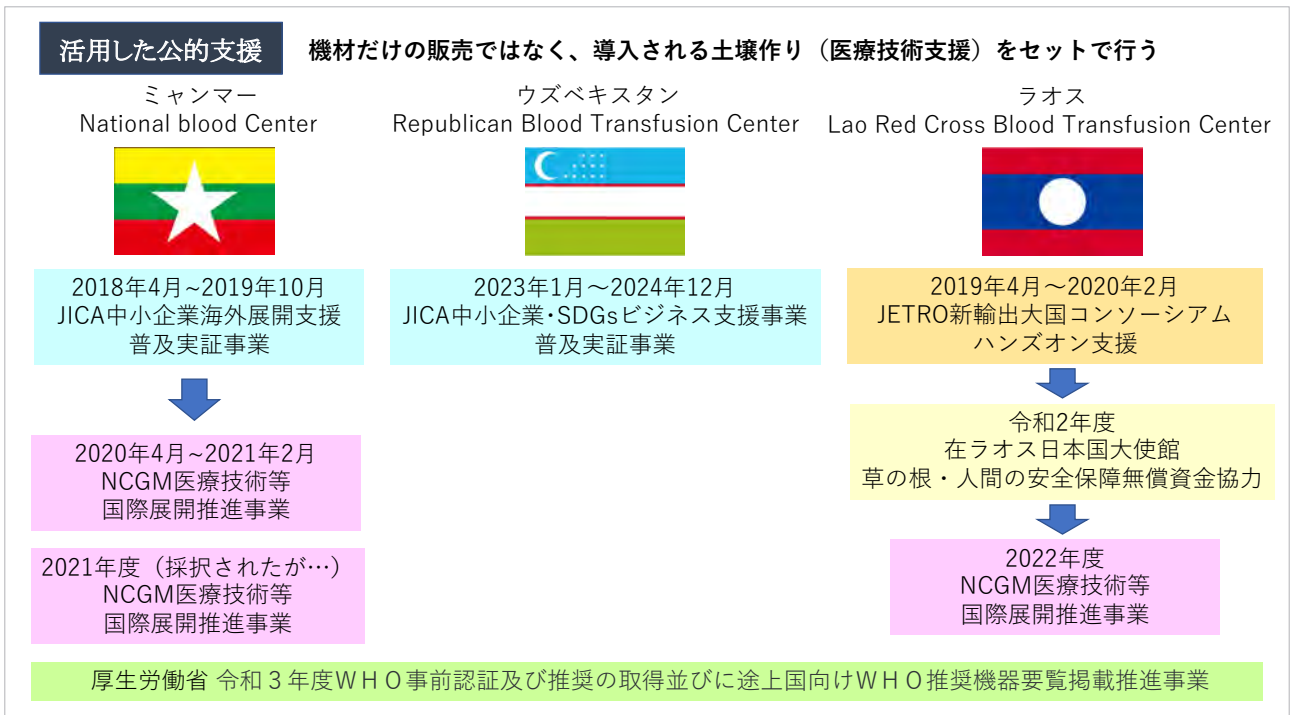 活用した公的支援
機材だけの販売ではなく、導入される土壌作り（医療技術支援）をセットで行う
ミャンマー
National blood Center
2018年4月~2019年10月
JICA中小企業海外展開支援
普及実証事業
2020年4月~2021年2月
NCGM医療技術等
国際展開推進事業
2021年度（採択されたが…）
NCGM医療技術等
国際展開推進事業
ウズベキスタン
Republican Blood Transfusion Center
2023年1月～2024年12月
JICA中小企業･SDGsビジネス支援事業
普及実証事業
ラオス
Lao Red Cross Blood Transfusion Center
2019年4月～2020年2月
JETRO新輸出大国コンソーシアム
ハンズオン支援
令和2年度
在ラオス日本国大使館
草の根・人間の安全保障無償資金協力
2022年度
NCGM医療技術等
国際展開推進事業
厚生労働省 令和３年度ＷＨＯ事前認証及び推奨の取得並びに途上国向けＷＨＯ推奨機器要覧掲載推進事業